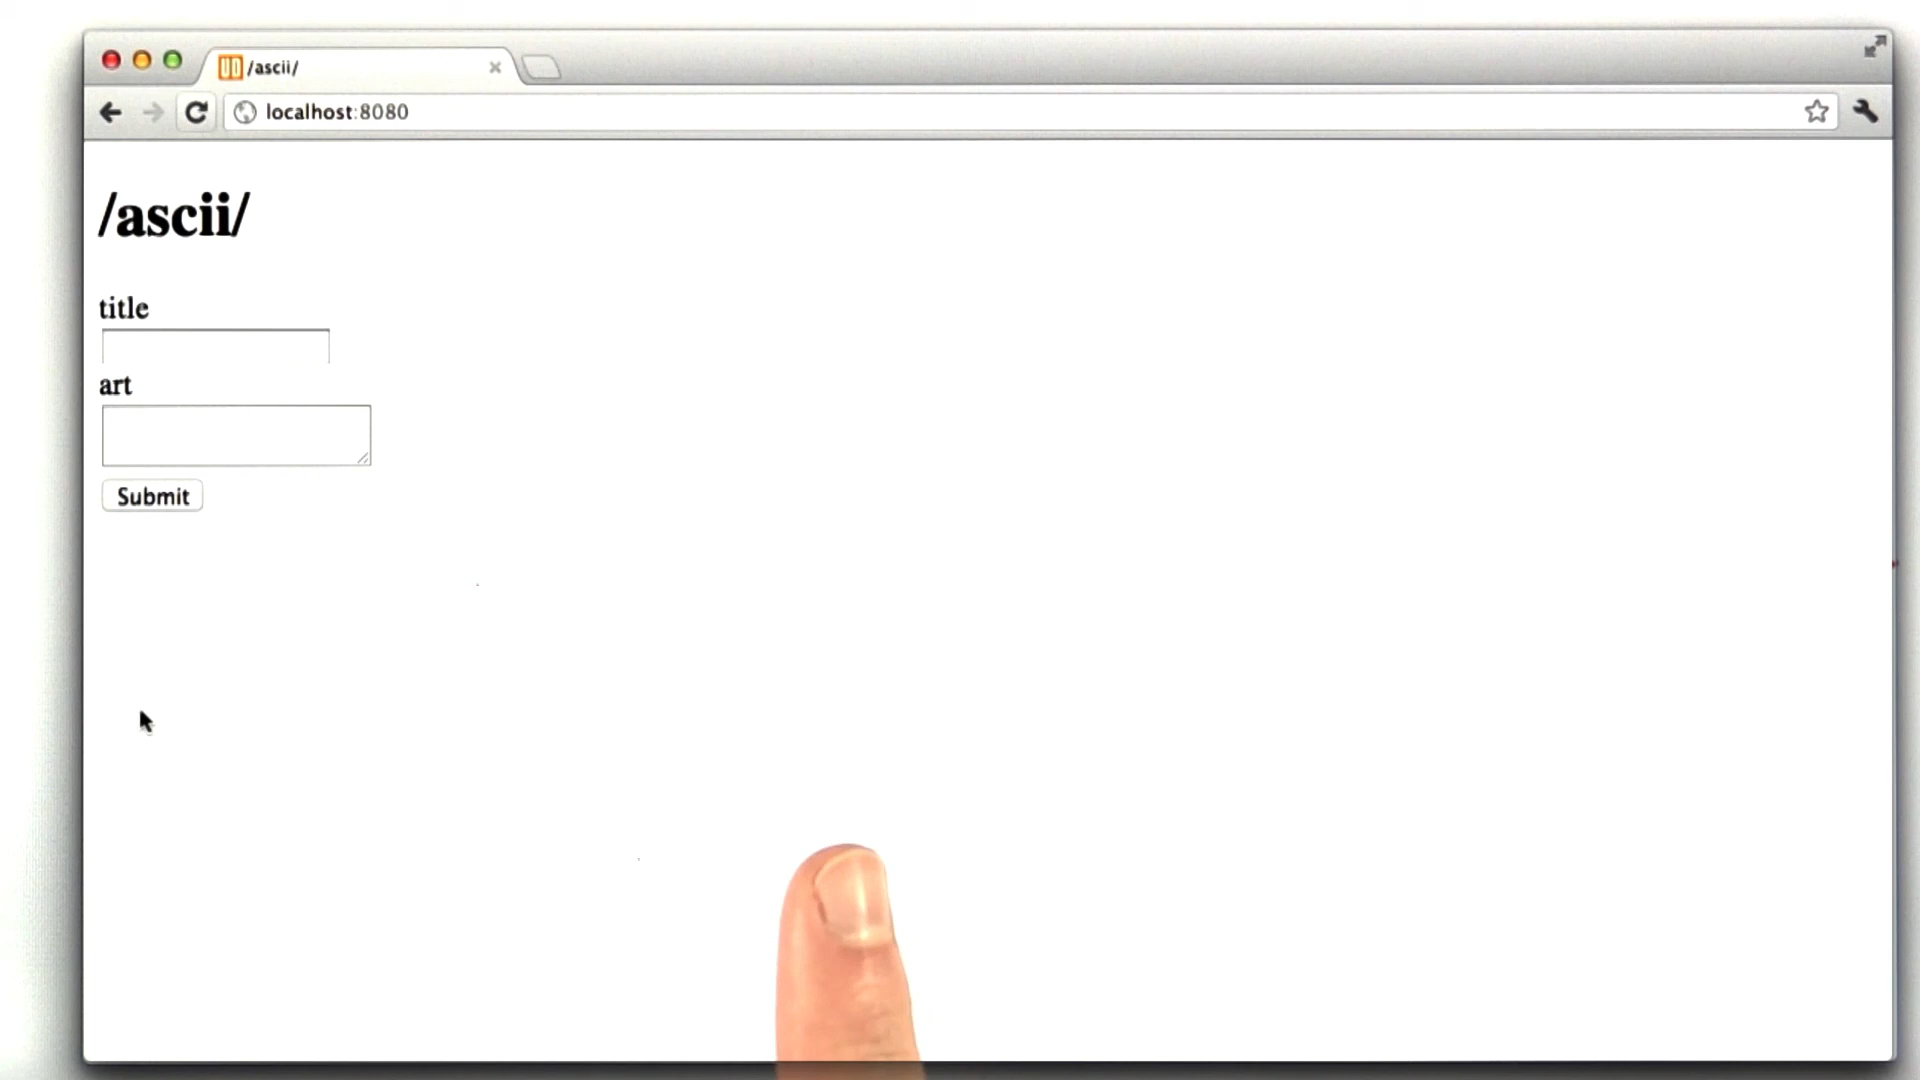 /ascii/
localhost:8080
/ascii/
title
art
Submit